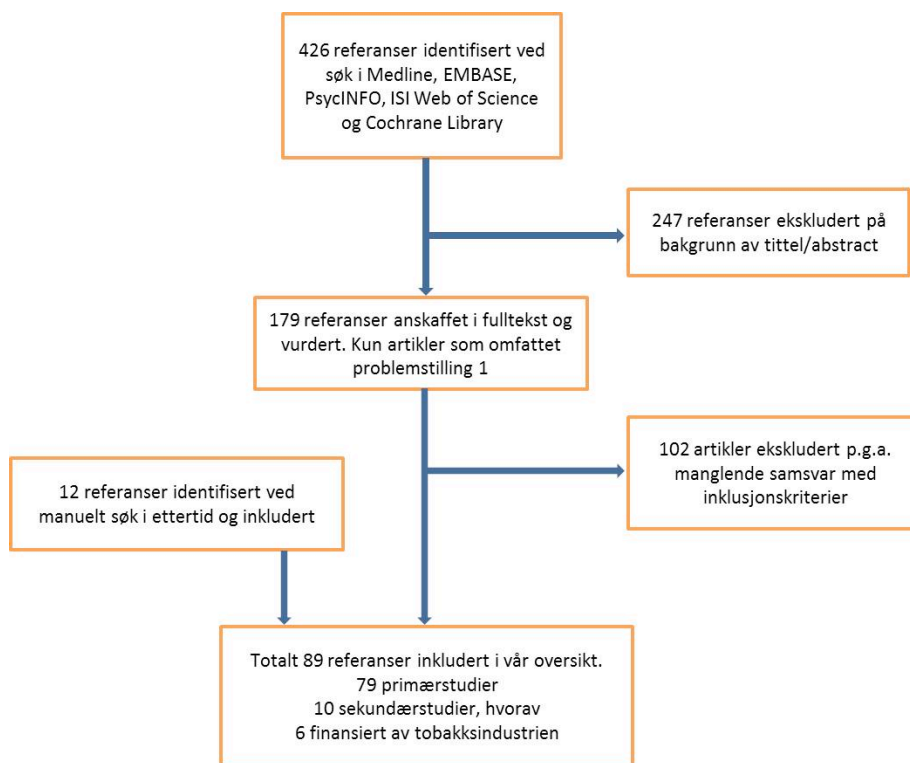 426 referanser identifisert ved
søk i Medline, EMBASE,
PsycINFO, ISI Web of Science
og Cochrane Library
247 referanser ekskludert på
bakgrunn av tittel/abstract
179 referanser anskaffet i fulltekst og
vurdert. Kun artikler som omfattet
problemstilling 1
102 artikler ekskludert p.g.a.
manglende samsvar med
inklusjonskriterier
12 referanser identifisert ved
manuelt søk i ettertid og inkludert
Totalt 89 referanser inkludert i vår oversikt.
79 primærstudier
10 sekundærstudier, hvorav
6 finansiert av tobakksindustrien